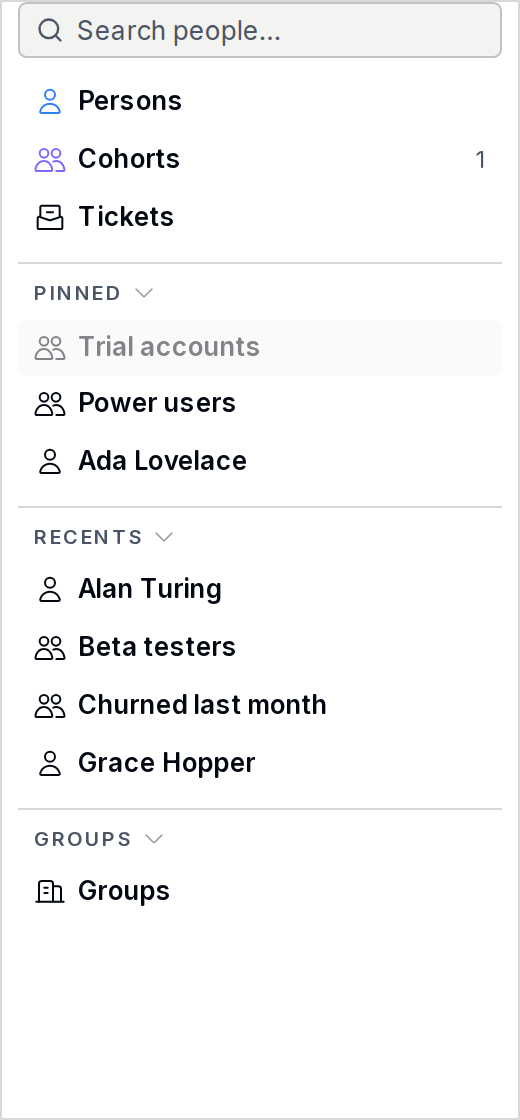 Search people...
Persons
Cohorts 1
Tickets
PINNED
Trial accounts
Power users
Ada Lovelace
RECENTS
Alan Turing
Beta testers
Churned last month
Grace Hopper
GROUPS
Groups